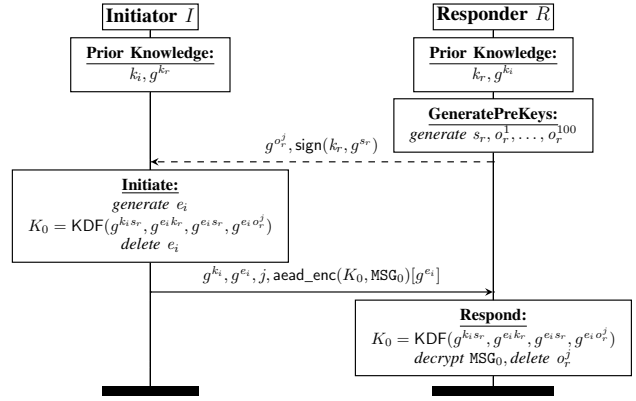 Initiator I
Responder R
Prior Knowledge:
k_i, g^{k_r}
Prior Knowledge:
k_r, g^{k_i}
GeneratePreKeys:
generate s_r, o_r^1, . . . , o_r^{100}
g^{o_r^j}, sign(k_r, g^{s_r})
Initiate:
generate e_i
K_0 = KDF(g^{k_i s_r}, g^{e_i k_r}, g^{e_i s_r}, g^{e_i o_r^j})
delete e_i
g^{k_i}, g^{e_i}, j, aead_enc(K_0, MSG_0)[g^{e_i}]
Respond:
K_0 = KDF(g^{k_i s_r}, g^{e_i k_r}, g^{e_i s_r}, g^{e_i o_r^j})
decrypt MSG_0, delete o_r^j